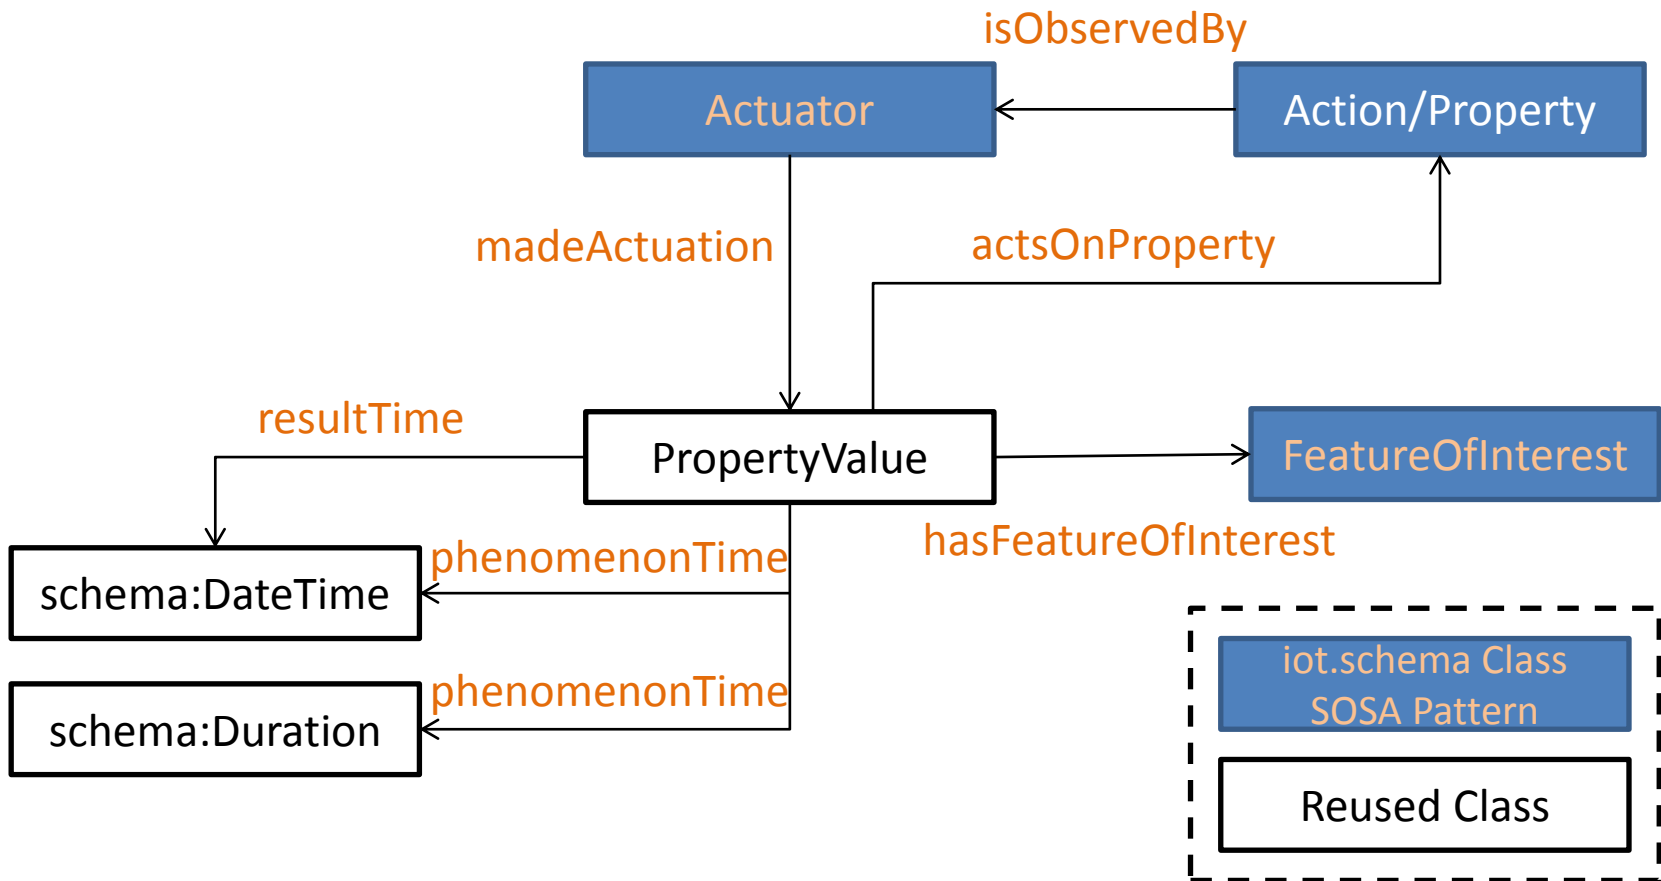 isObservedBy
Actuator
Action/Property
madeActuation
actsOnProperty
resultTime
PropertyValue
FeatureOfInterest
hasFeatureOfInterest
phenomenonTime
schema:DateTime
phenomenonTime
schema:Duration
iot.schema Class
SOSA Pattern
Reused Class